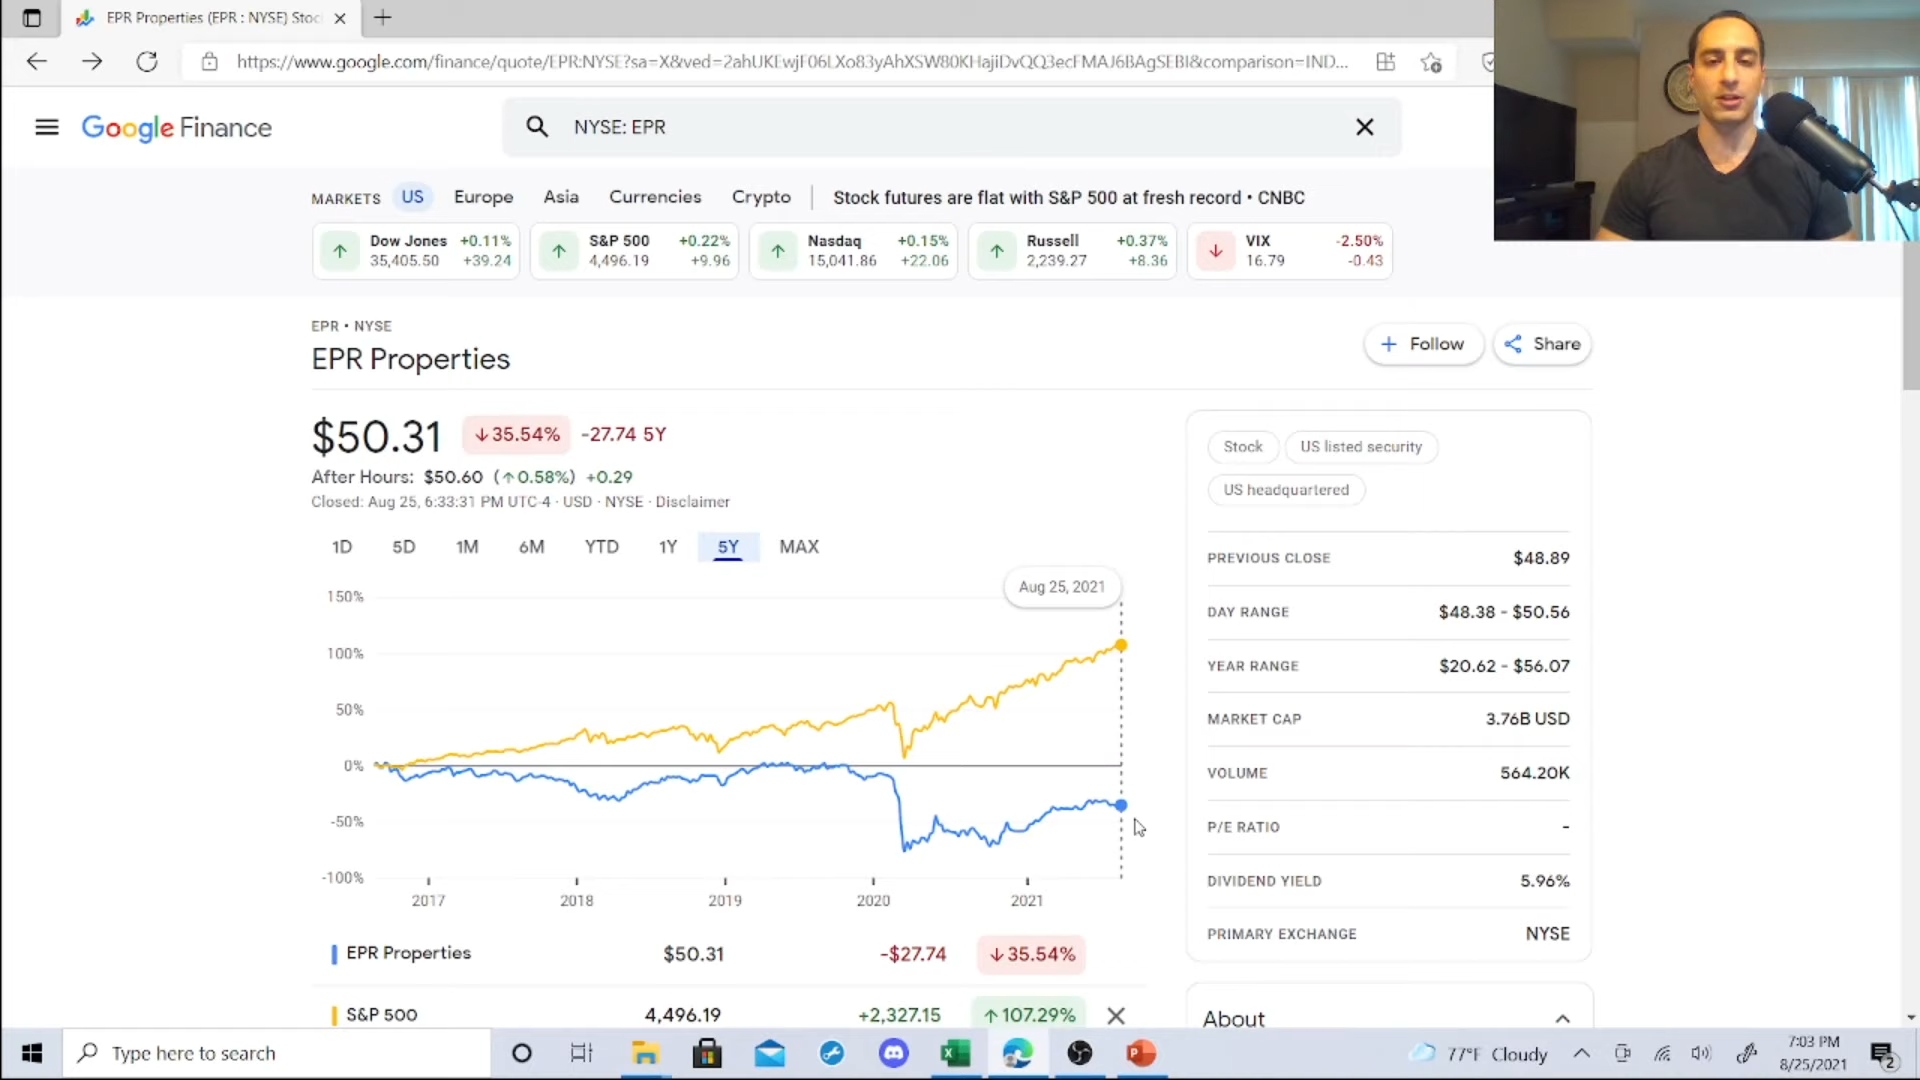 EPR Properties (EPR : NYSE) Stoc
https://www.google.com/finance/quote/EPR:NYSE?sa=X&ved=2ahUKEwjF06LXo83yAhXSW80KHajiDvQQ3ecFMAJ6BAgSEBI&comparison=IND...
Google Finance
NYSE: EPR
MARKETS US Europe Asia Currencies Crypto Stock futures are flat with S&P 500 at fresh record • CNBC
Dow Jones +0.11% S&P 500 +0.22% Nasdaq +0.15% Russell +0.37% VIX -2.50%
35,405.50 +39.24 4,496.19 +9.96 15,041.86 +22.06 2,239.27 +8.36 16.79 -0.43
EPR • NYSE
EPR Properties
+ Follow Share
$50.31 ↓35.54% -27.74 5Y
After Hours: $50.60 (↑0.58%) +0.29
Closed: Aug 25, 6:33:31 PM UTC-4 · USD · NYSE · Disclaimer
1D 5D 1M 6M YTD 1Y 5Y MAX
Aug 25, 2021
150%
100%
50%
0%
-50%
-100%
2017 2018 2019 2020 2021
EPR Properties $50.31 -$27.74 ↓35.54%
S&P 500 4,496.19 +2,327.15 ↑107.29%
Stock US listed security
US headquartered
PREVIOUS CLOSE $48.89
DAY RANGE $48.38 - $50.56
YEAR RANGE $20.62 - $56.07
MARKET CAP 3.76B USD
VOLUME 564.20K
P/E RATIO -
DIVIDEND YIELD 5.96%
PRIMARY EXCHANGE NYSE
About
Type here to search
77°F Cloudy
7:03 PM
8/25/2021
2